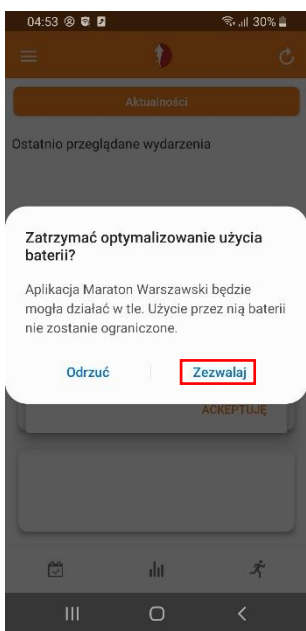 04:53 30%
Aktualności
Ostatnio przeglądane wydarzenia
Zatrzymać optymalizowanie użycia
baterii?
Aplikacja Maraton Warszawski będzie
mogła działać w tle. Użycie przez nią baterii
nie zostanie ograniczone.
Odrzuć Zezwalaj
AKCEPTUJĘ